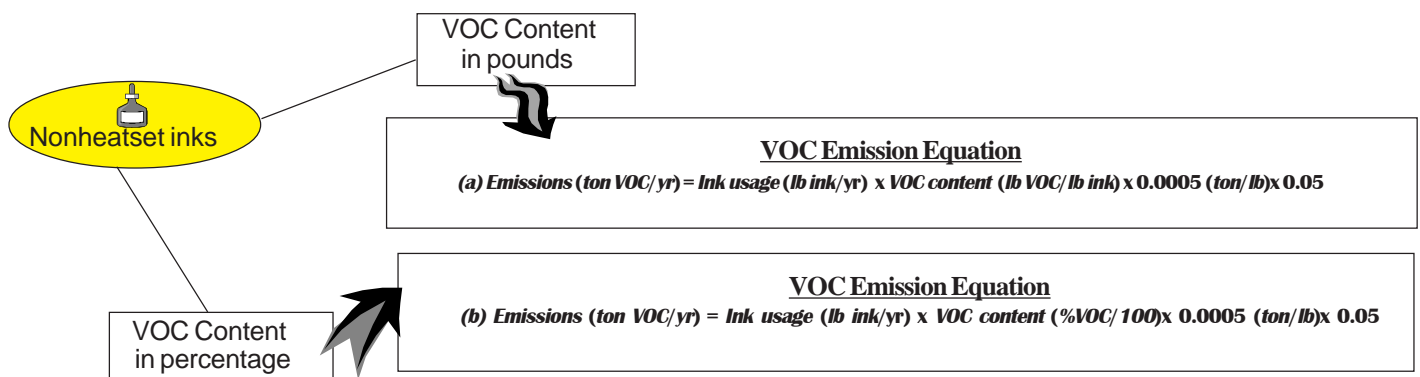 VOC Content
in pounds
Nonheatset inks
VOC Emission Equation
(a) Emissions (ton VOC/yr) = Ink usage (lb ink/yr) x VOC content (lb VOC/lb ink) x 0.0005 (ton/lb)x 0.05
VOC Emission Equation
(b) Emissions (ton VOC/yr) = Ink usage (lb ink/yr) x VOC content (%VOC/100)x 0.0005 (ton/lb)x 0.05
VOC Content
in percentage